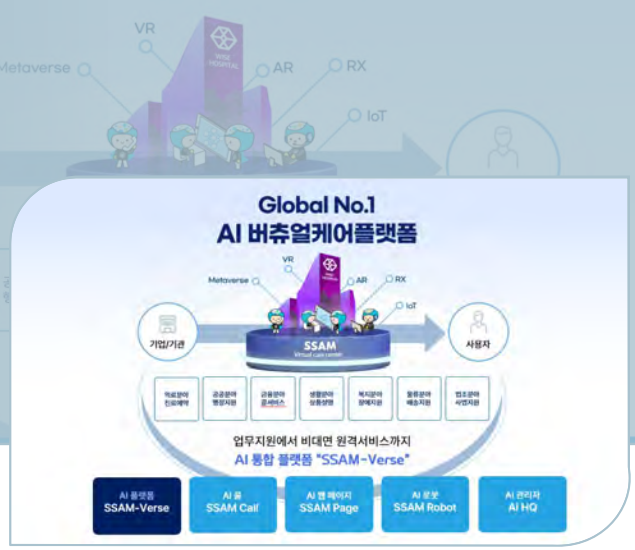 VR
Metaverse
AR
RX
WIZ
HOSPITAL
IoT
Global No.1
AI 버츄얼케어플랫폼
VR
Metaverse
AR
RX
IoT
기업/기관
SSAM
Virtual care center
사용자
의료분야
진료예약
공공분야
행정지원
금융분야
콜서비스
생활분야
상품설명
복지분야
장애지원
물류분야
배송지원
법조분야
사법지원
업무지원에서 비대면 원격서비스까지
AI 통합 플랫폼 "SSAM-Verse"
AI 플랫폼
SSAM-Verse
AI 콜
SSAM Call
AI 웹 페이지
SSAM Page
AI 로봇
SSAM Robot
AI 관리자
AI HQ